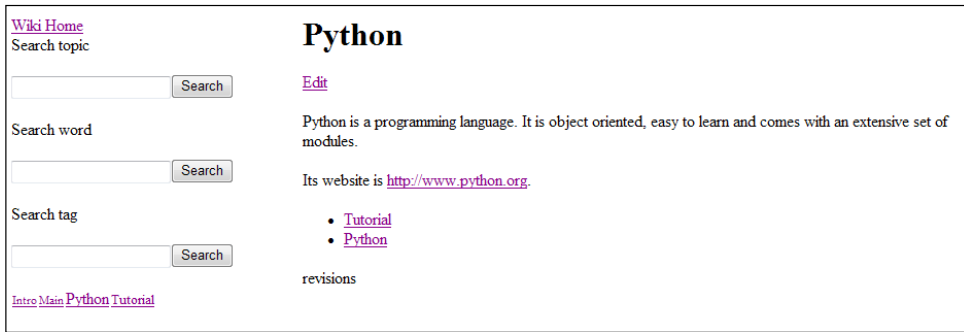 Wiki Home
Search topic
Search
Search word
Search
Search tag
Search
Intro Main Python Tutorial
Python
Edit
Python is a programming language. It is object oriented, easy to learn and comes with an extensive set of
modules.
Its website is http://www.python.org.
• Tutorial
• Python
revisions